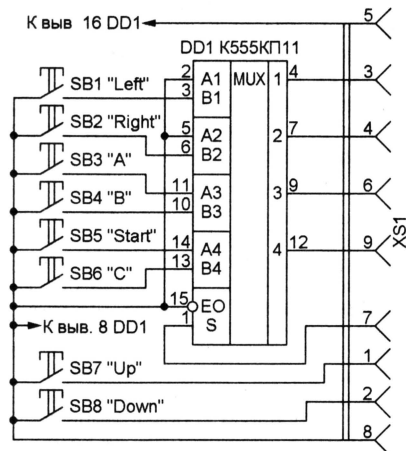 К выв 16 DD1 5
DD1 К555КП11
2 A1 MUX 1 4 3
SB1 "Left" 3 B1
SB2 "Right" 5 A2 2 7 4
6 B2
SB3 "A"
11 A3 3 9 6
SB4 "B" 10 B3
SB5 "Start" 14 A4 4 12 9
SB6 "C" 13 B4
XS1
15 EO
К выв. 8 DD1 1 S 7
SB7 "Up" 1
SB8 "Down" 2
8